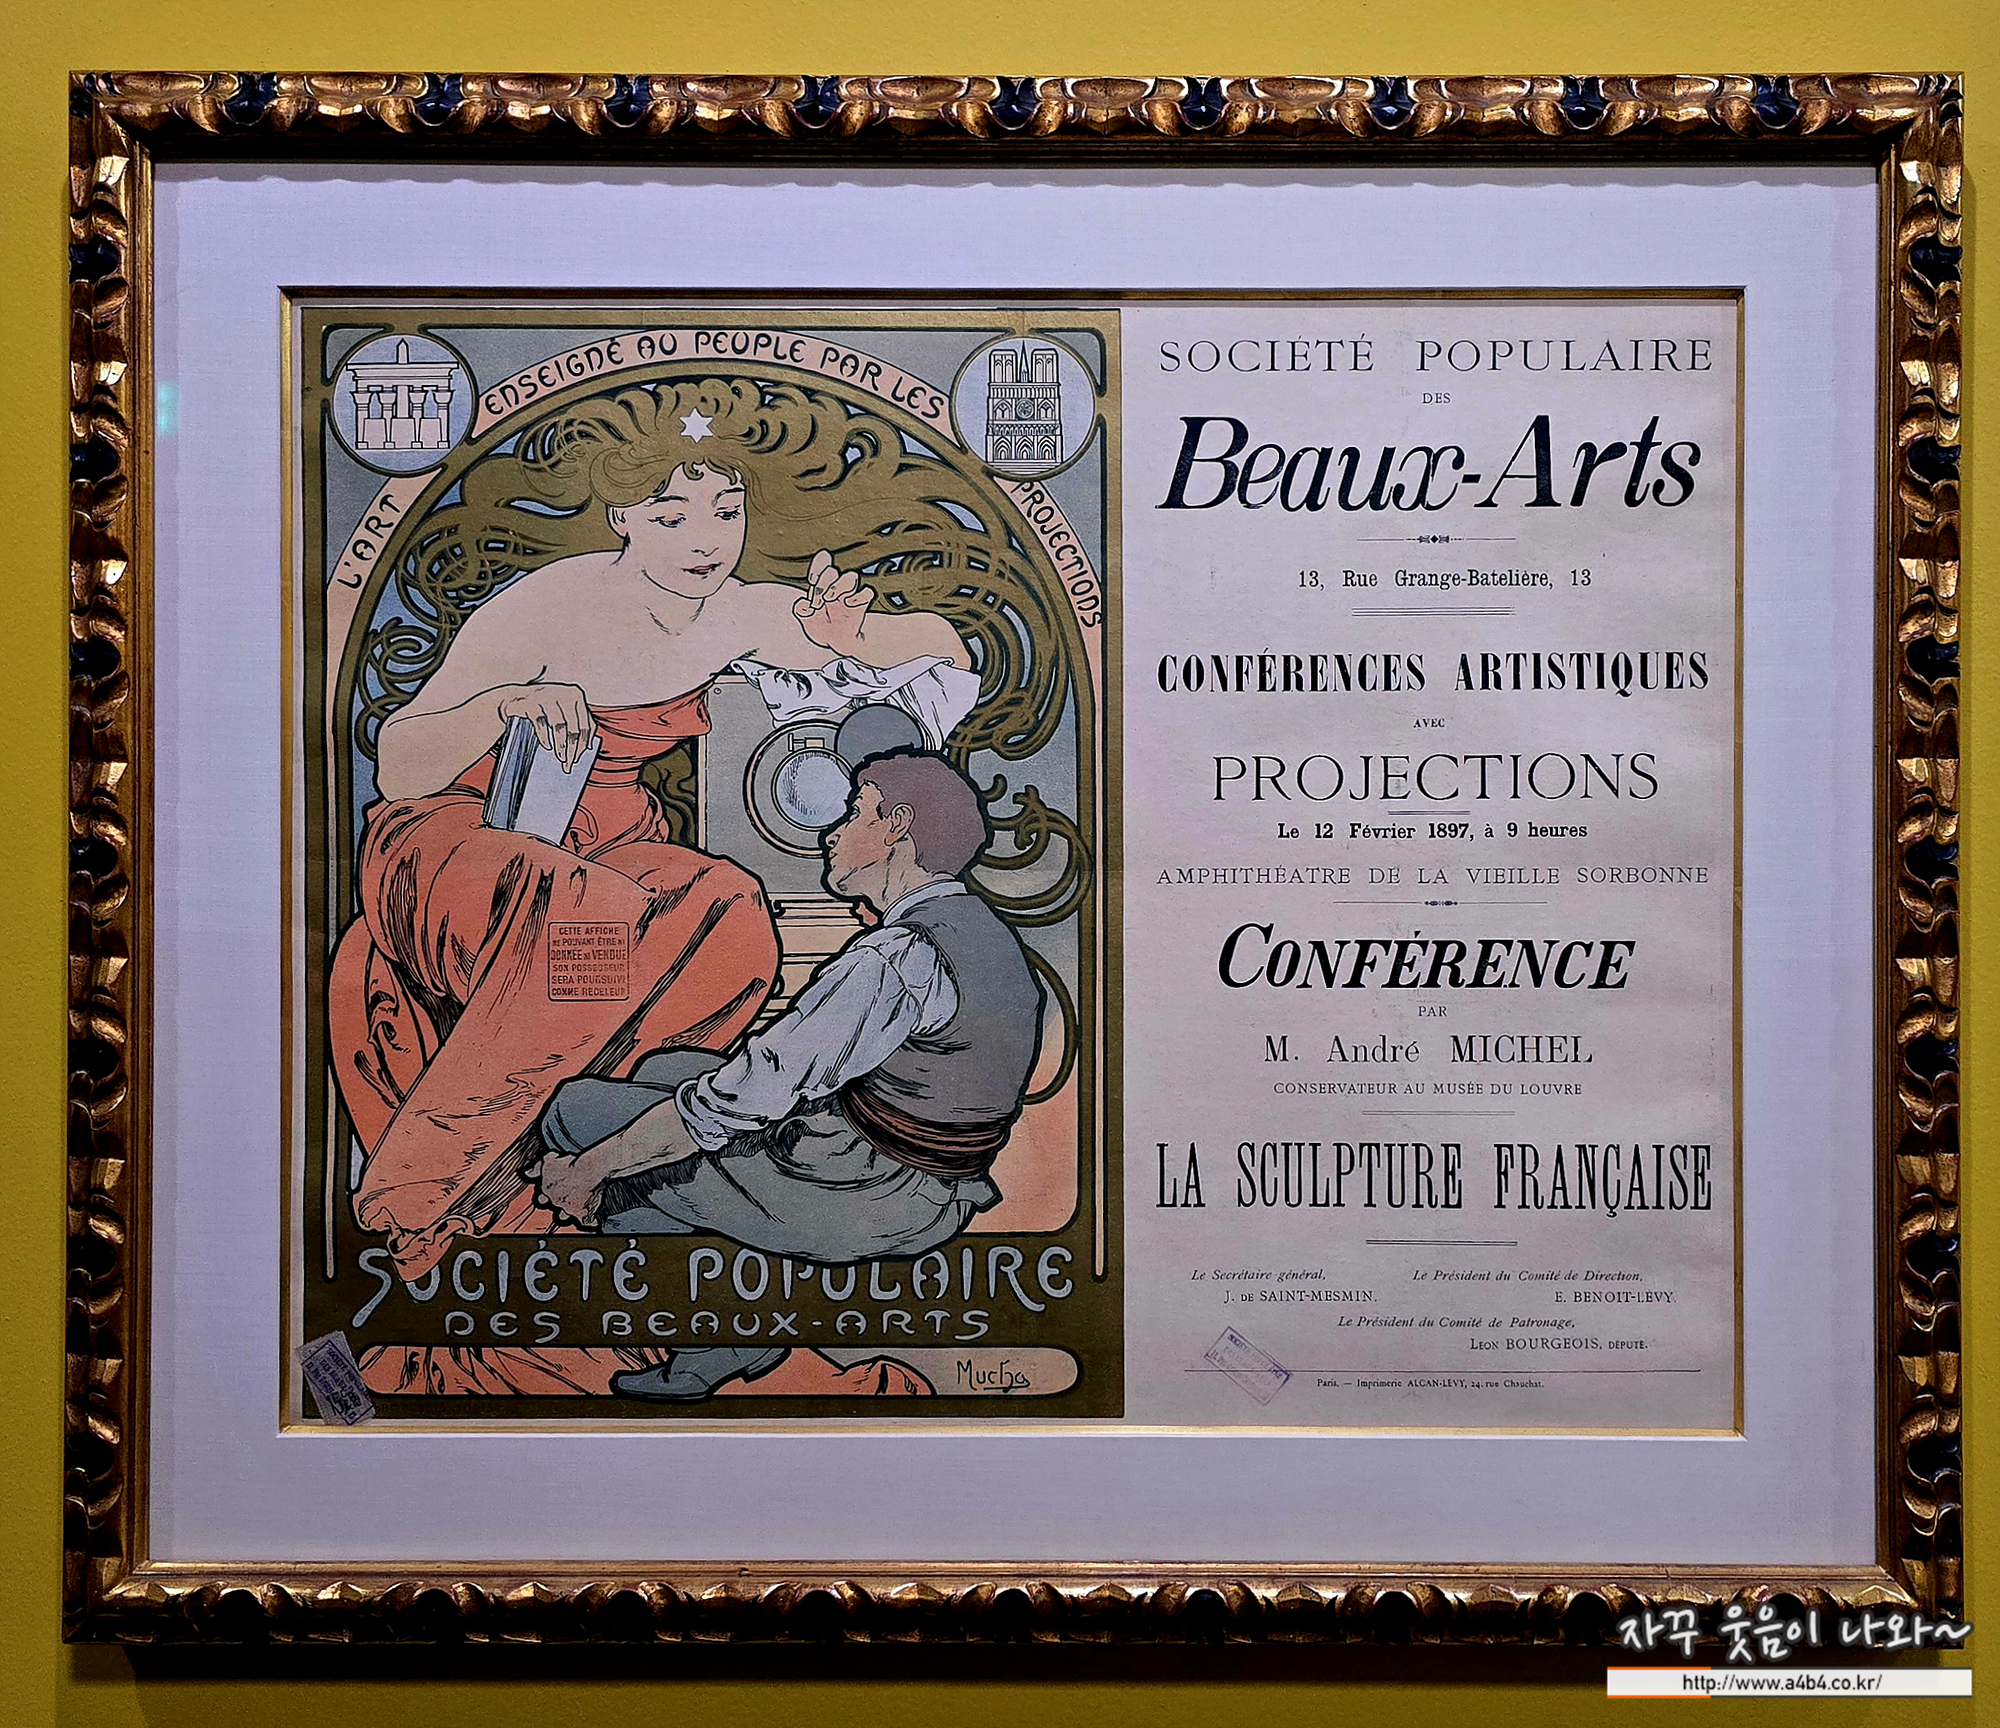 L'ART ENSEIGNÉ AU PEUPLE PAR LES PROJECTIONS
CETTE AFFICHE
NE POUVANT ÊTRE NI
DONNÉE NI VENDUE
SON POSSESSEUR
SERA POURSUIVI
COMME RECELEUR
SOCIÉTÉ POPULAIRE
DES BEAUX-ARTS
Mucha
SOCIÉTÉ POPULAIRE
DES
Beaux-Arts
13, Rue Grange-Batelière, 13
CONFÉRENCES ARTISTIQUES
AVEC
PROJECTIONS
Le 12 Février 1897, à 9 heures
AMPHITHÉATRE DE LA VIEILLE SORBONNE
CONFÉRENCE
PAR
M. André MICHEL
CONSERVATEUR AU MUSÉE DU LOUVRE
LA SCULPTURE FRANÇAISE
Le Secrétaire général,
J. DE SAINT-MESMIN.
Le Président du Comité de Direction,
E. BENOIT-LÉVY.
Le Président du Comité de Patronage,
LÉON BOURGEOIS, DÉPUTÉ.
Paris. — Imprimerie ALCAN-LÉVY, 24, rue Chauchat.
자꾸 웃음이 나와~
http://www.a4b4.co.kr/